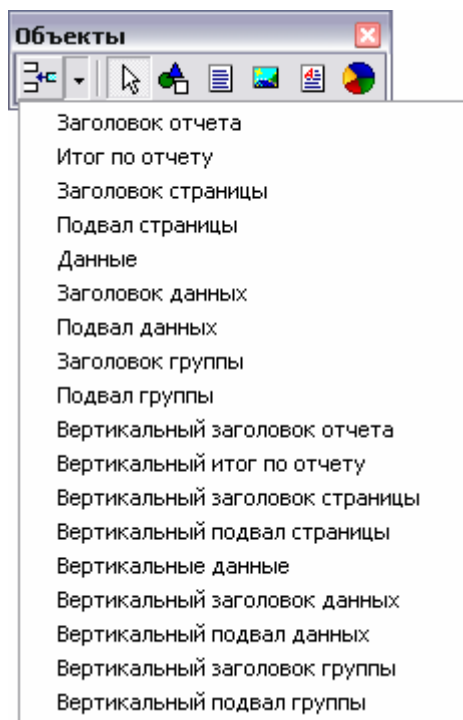 Объекты
Заголовок отчета
Итог по отчету
Заголовок страницы
Подвал страницы
Данные
Заголовок данных
Подвал данных
Заголовок группы
Подвал группы
Вертикальный заголовок отчета
Вертикальный итог по отчету
Вертикальный заголовок страницы
Вертикальный подвал страницы
Вертикальные данные
Вертикальный заголовок данных
Вертикальный подвал данных
Вертикальный заголовок группы
Вертикальный подвал группы